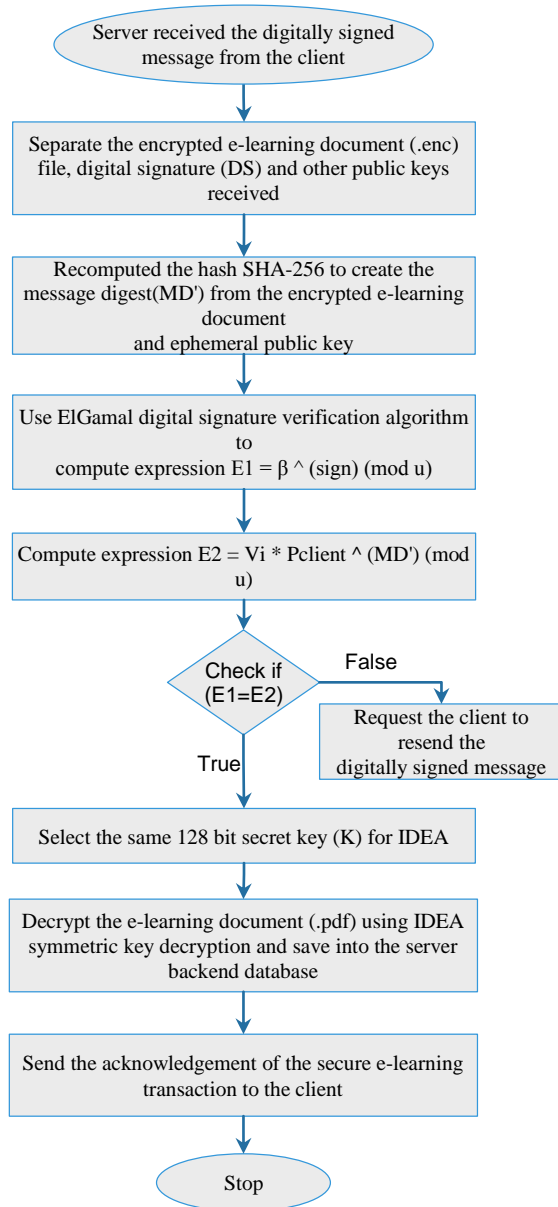 Server received the digitally signed
message from the client
Separate the encrypted e-learning document (.enc)
file, digital signature (DS) and other public keys
received
Recomputed the hash SHA-256 to create the
message digest(MD') from the encrypted e-learning
document
and ephemeral public key
Use ElGamal digital signature verification algorithm
to
compute expression E1 = β ^ (sign) (mod u)
Compute expression E2 = Vi * Pclient ^ (MD') (mod
u)
Check if
(E1=E2)
False
Request the client to
resend the
digitally signed message
True
Select the same 128 bit secret key (K) for IDEA
Decrypt the e-learning document (.pdf) using IDEA
symmetric key decryption and save into the server
backend database
Send the acknowledgement of the secure e-learning
transaction to the client
Stop